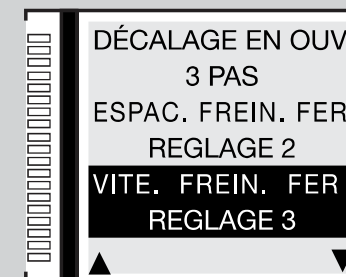 DÉCALAGE EN OUV
3 PAS
ESPAC. FREIN. FER
REGLAGE 2
VITE. FREIN. FER
REGLAGE 3